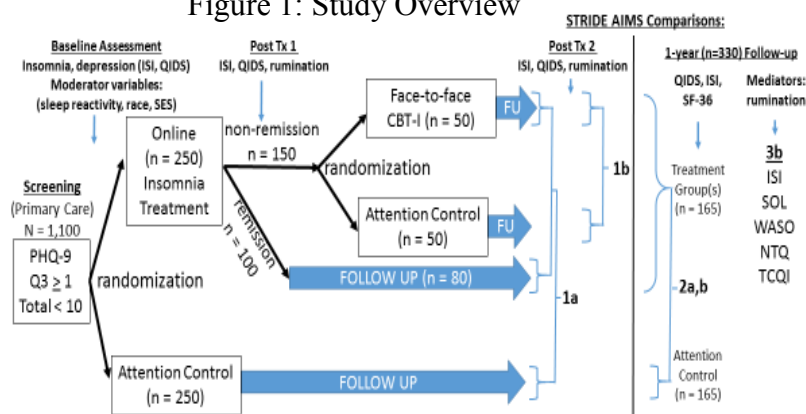 Figure 1: Study Overview
STRIDE AIMS Comparisons:
Baseline Assessment
Insomnia, depression (ISI, QIDS)
Moderator variables:
(sleep reactivity, race, SES)
Post Tx 1
ISI, QIDS, rumination
Post Tx 2
ISI, QIDS, rumination
1-year (n=330) Follow-up
QIDS, ISI,
SF-36
Mediators:
rumination
Screening
(Primary Care)
N = 1,100
PHQ-9
Q3 ≥ 1
Total < 10
randomization
Online
(n = 250)
Insomnia
Treatment
non-remission
n = 150
randomization
remission
n = 100
Face-to-face
CBT-I (n = 50)
FU
Attention Control
(n = 50)
FU
FOLLOW UP (n = 80)
Attention Control
(n = 250)
FOLLOW UP
1a
1b
Treatment
Group(s)
(n = 165)
2a,b
Attention
Control
(n = 165)
3b
ISI
SOL
WASO
NTQ
TCQI